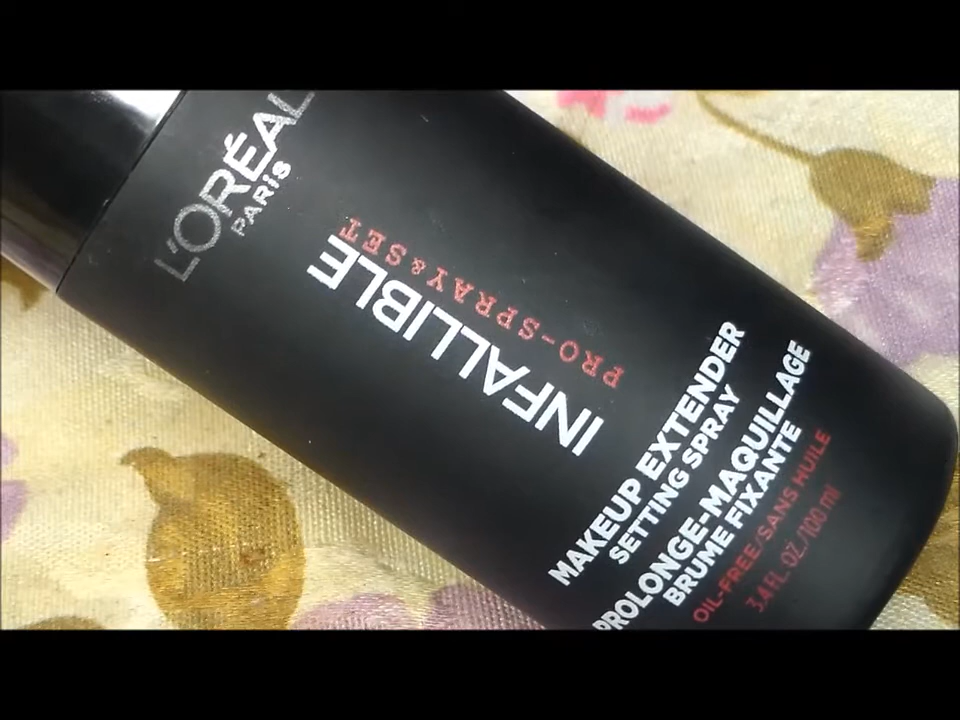 L'ORÉAL
PARIS
INFALLIBLE
PRO-SPRAY & SET
MAKEUP EXTENDER
SETTING SPRAY
PROLONGE-MAQUILLAGE
BRUME FIXANTE
OIL-FREE/SANS HUILE
3.4 FL. OZ./100 ml